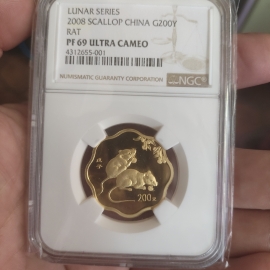 LUNAR SERIES
2008 SCALLOP CHINA G200Y
RAT
PF 69 ULTRA CAMEO
4312655-001
NUMISMATIC GUARANTY CORPORATION
NGC
200元